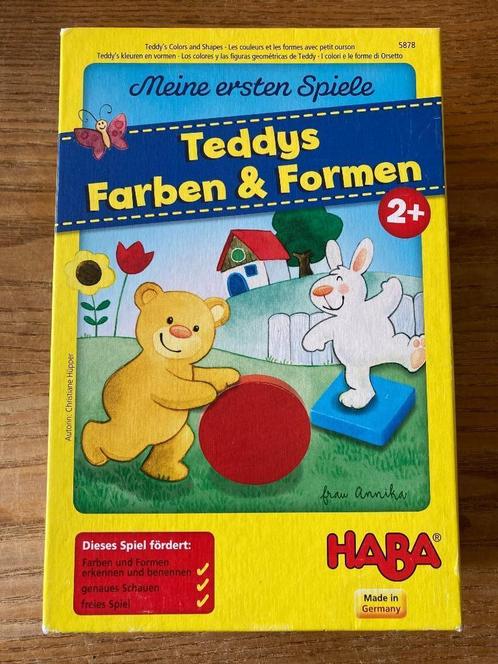 Teddy's Colors and Shapes · Les couleurs et les formes avec petit ourson
5878
Teddy's kleuren en vormen · Los colores y las figuras geométricas de Teddy · I colori e le forme di Orsetto
Meine ersten Spiele
Teddys
Farben & Formen
2+
Autorin: Christiane Hüpper
frau Annika
Dieses Spiel fördert:
Farben und Formen
erkennen und benennen
genaues Schauen
freies Spiel
HABA®
Made in
Germany